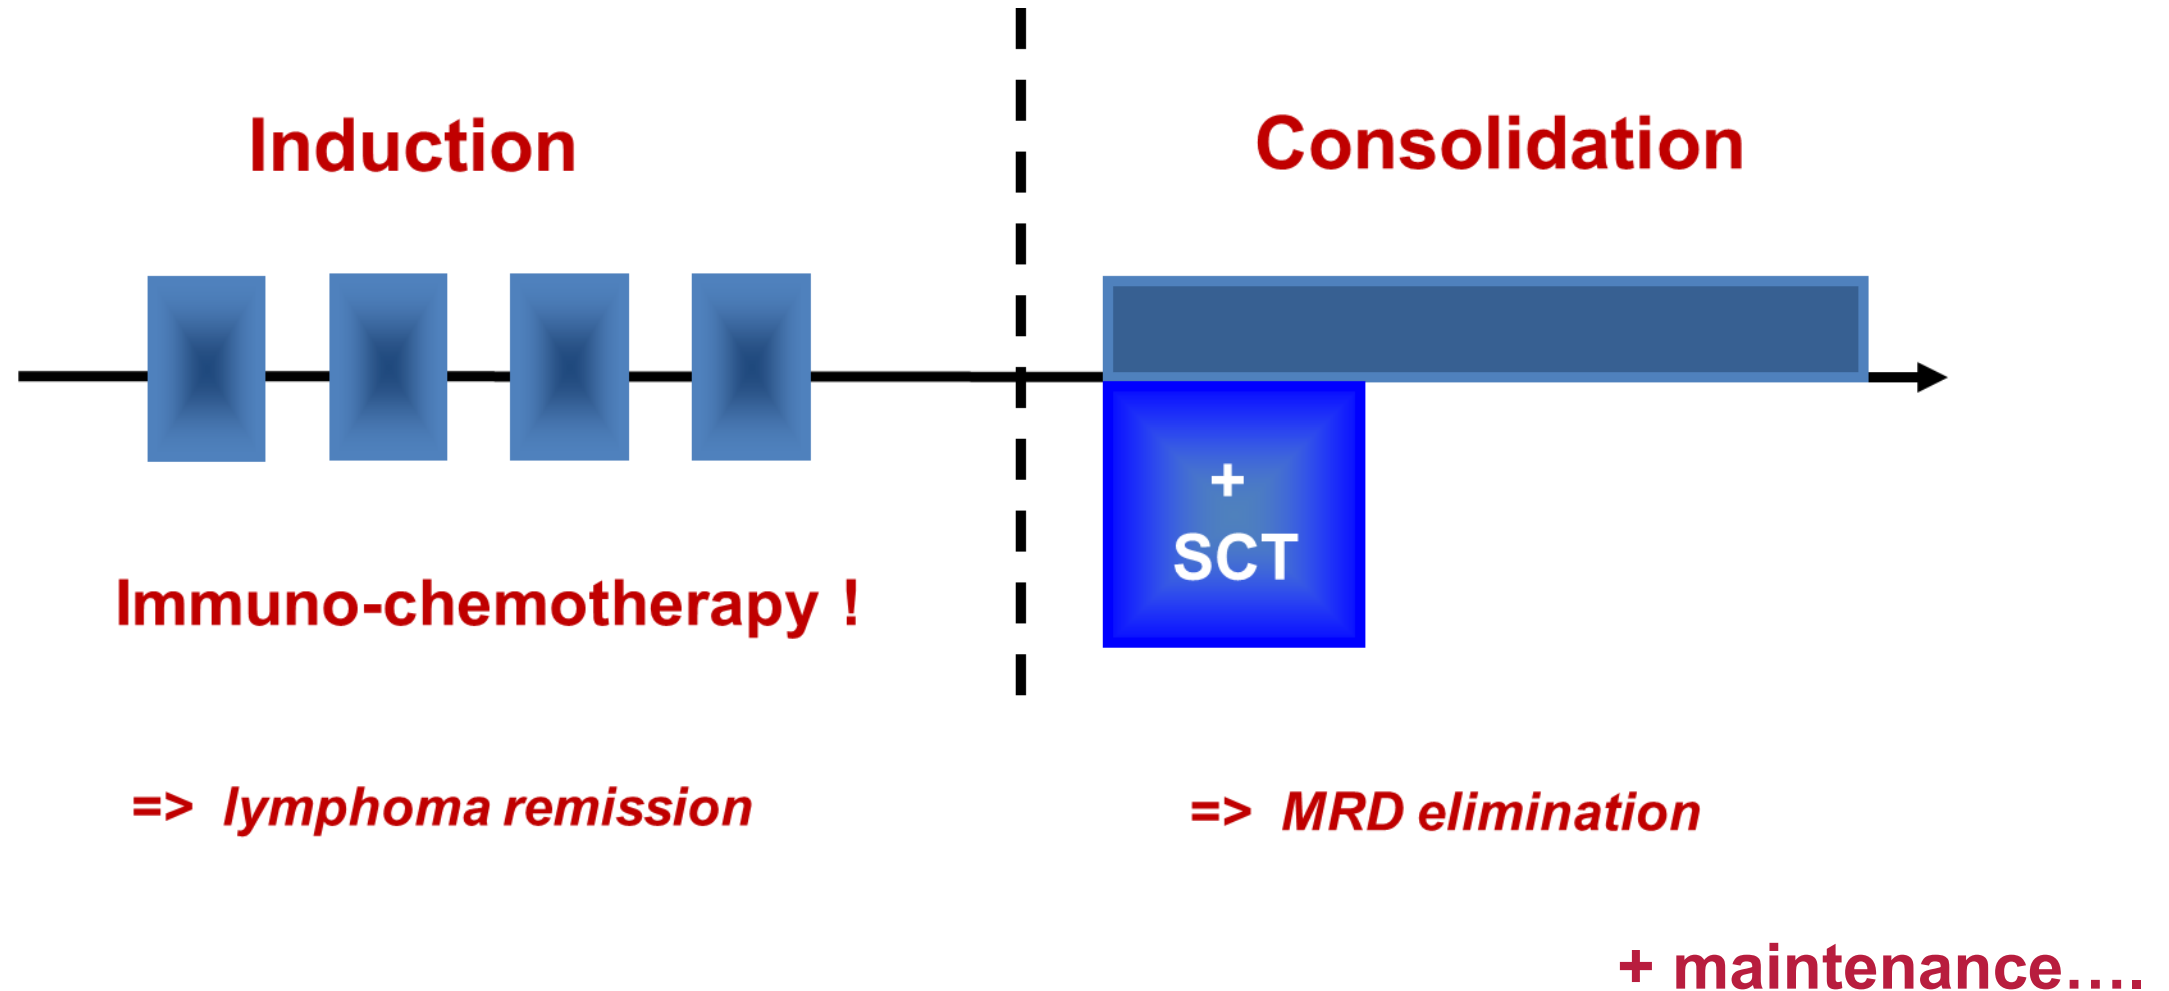 Induction
Consolidation
+
SCT
Immuno-chemotherapy !
=> lymphoma remission
=> MRD elimination
+ maintenance....